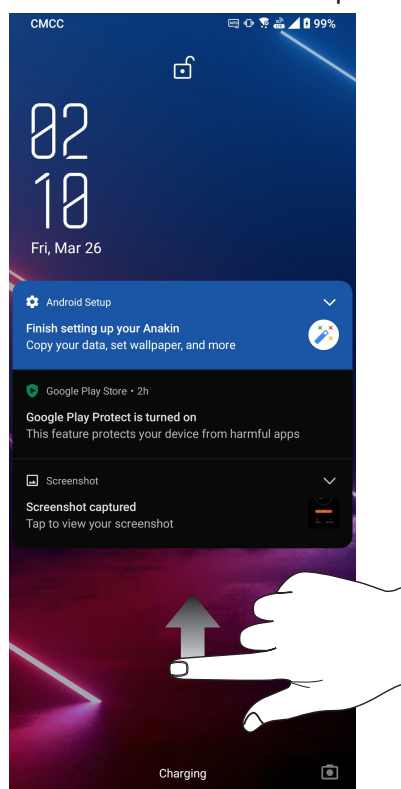 CMCC 99%
02
10
Fri, Mar 26
Android Setup
Finish setting up your Anakin
Copy your data, set wallpaper, and more
Google Play Store • 2h
Google Play Protect is turned on
This feature protects your device from harmful apps
Screenshot
Screenshot captured
Tap to view your screenshot
Charging